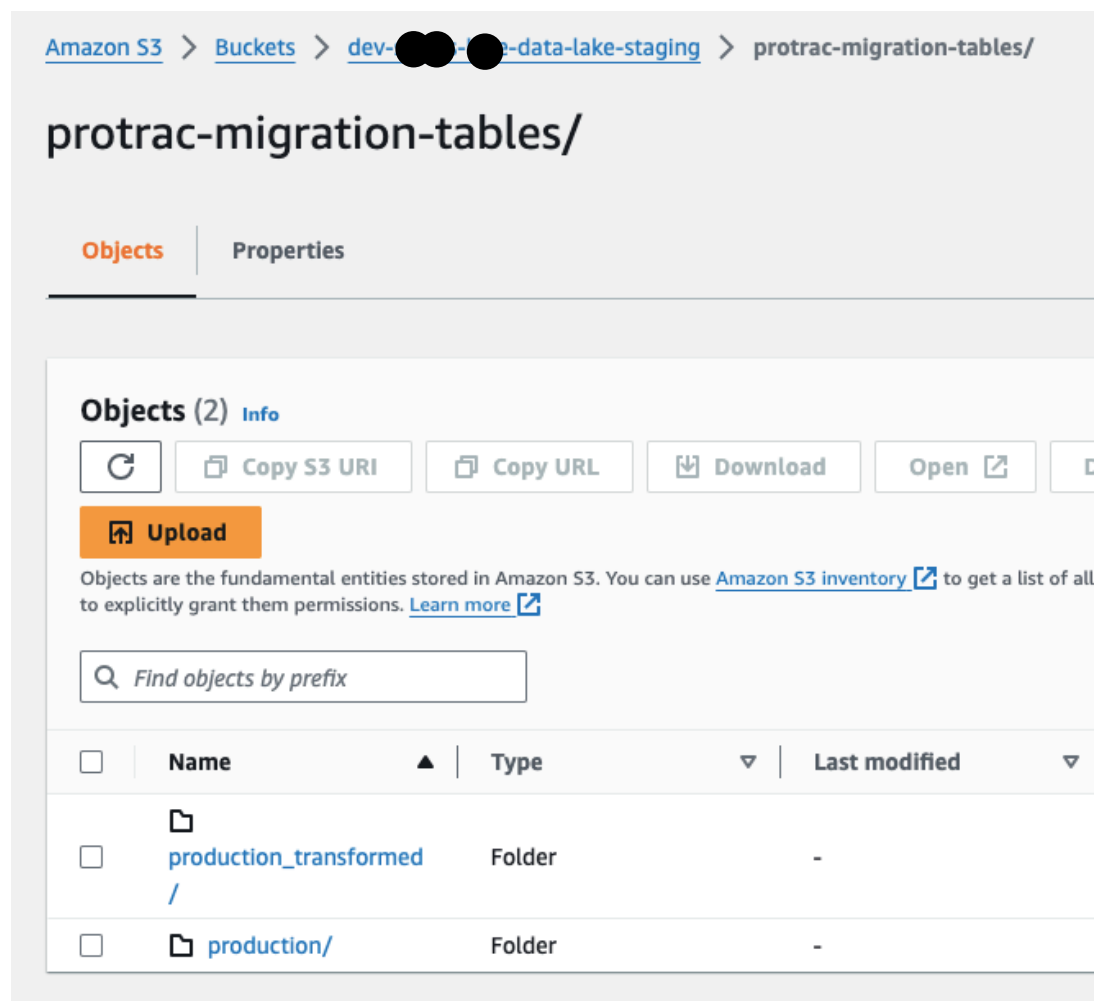 Amazon S3 > Buckets > dev- -data-lake-staging > protrac-migration-tables/
protrac-migration-tables/
Objects Properties
Objects (2) Info
Copy S3 URI Copy URL Download Open
Upload
Objects are the fundamental entities stored in Amazon S3. You can use Amazon S3 inventory to get a list of all
to explicitly grant them permissions. Learn more
Find objects by prefix
Name Type Last modified
production_transformed
/
Folder -
production/ Folder -